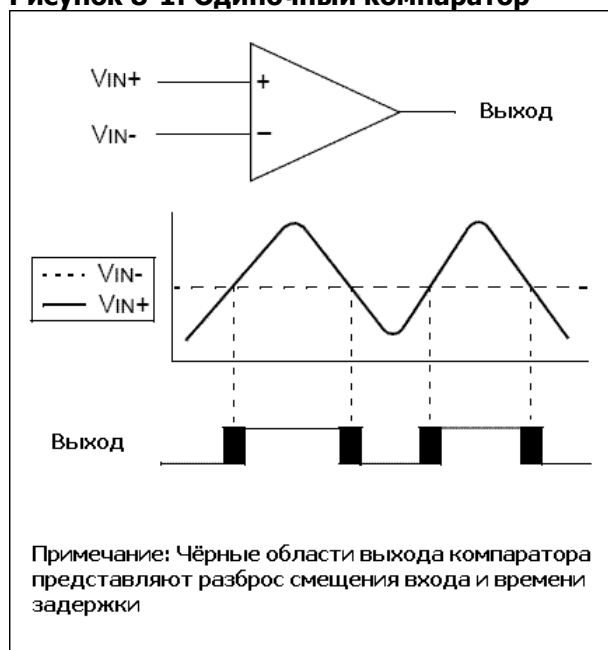 Рисунок 8-1: Одиночный компаратор
VIN+
+
VIN-
−
Выход
VIN-
VIN+
Выход
Примечание: Чёрные области выхода компаратора
представляют разброс смещения входа и времени
задержки